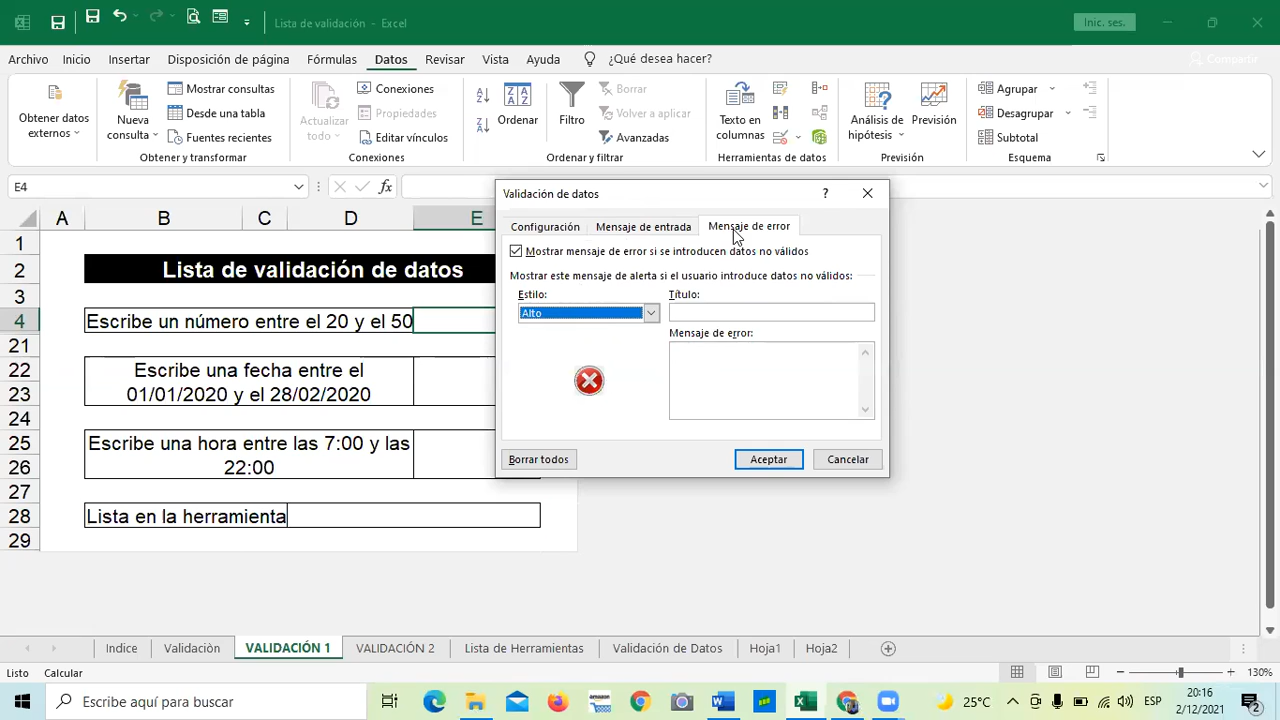 Lista de validación - Excel
Inic. ses.
Archivo Inicio Insertar Disposición de página Fórmulas Datos Revisar Vista Ayuda ¿Qué desea hacer? Compartir
Obtener datos externos
Nueva consulta
Mostrar consultas
Desde una tabla
Fuentes recientes
Obtener y transformar
Actualizar todo
Conexiones
Propiedades
Editar vínculos
Conexiones
Ordenar
Filtro
Borrar
Volver a aplicar
Avanzadas
Ordenar y filtrar
Texto en columnas
Herramientas de datos
Análisis de hipótesis
Previsión
Previsión
Agrupar
Desagrupar
Subtotal
Esquema
E4
fx
A B C D E
1
2 Lista de validación de datos
3
4 Escribe un número entre el 20 y el 50
21
22 Escribe una fecha entre el
23 01/01/2020 y el 28/02/2020
24
25 Escribe una hora entre las 7:00 y las
26 22:00
27
28 Lista en la herramienta
29
Validación de datos
?
Configuración Mensaje de entrada Mensaje de error
Mostrar mensaje de error si se introducen datos no válidos
Mostrar este mensaje de alerta si el usuario introduce datos no válidos:
Estilo: Título:
Alto
Mensaje de error:
Borrar todos Aceptar Cancelar
Indice Validaciòn VALIDACIÓN 1 VALIDACIÓN 2 Lista de Herramientas Validación de Datos Hoja1 Hoja2
Listo Calcular 130%
Escribe aquí para buscar
25°C ESP
20:16
2/12/2021
2